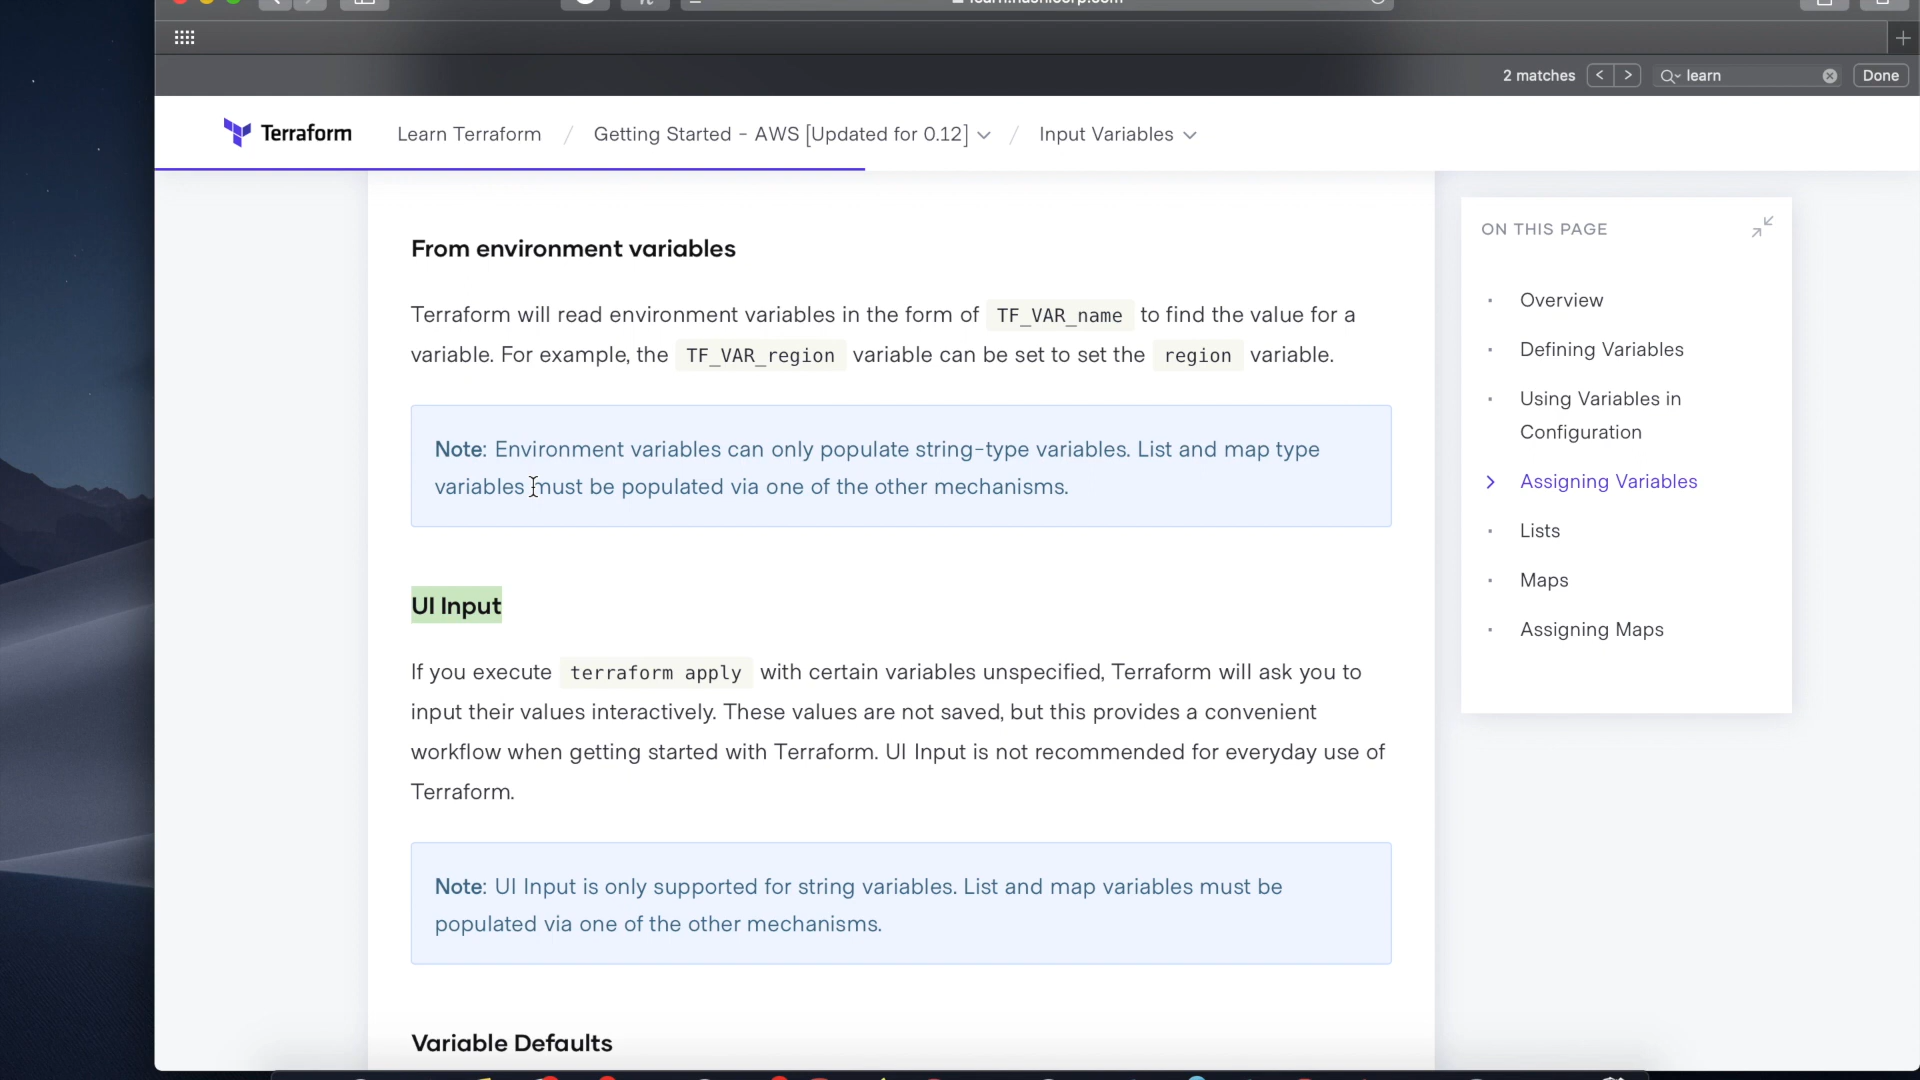 2 matches < > learn Done
Terraform Learn Terraform / Getting Started - AWS [Updated for 0.12] / Input Variables
From environment variables
Terraform will read environment variables in the form of TF_VAR_name to find the value for a
variable. For example, the TF_VAR_region variable can be set to set the region variable.
Note: Environment variables can only populate string-type variables. List and map type
variables must be populated via one of the other mechanisms.
UI Input
If you execute terraform apply with certain variables unspecified, Terraform will ask you to
input their values interactively. These values are not saved, but this provides a convenient
workflow when getting started with Terraform. UI Input is not recommended for everyday use of
Terraform.
Note: UI Input is only supported for string variables. List and map variables must be
populated via one of the other mechanisms.
Variable Defaults
ON THIS PAGE
Overview
Defining Variables
Using Variables in
Configuration
Assigning Variables
Lists
Maps
Assigning Maps